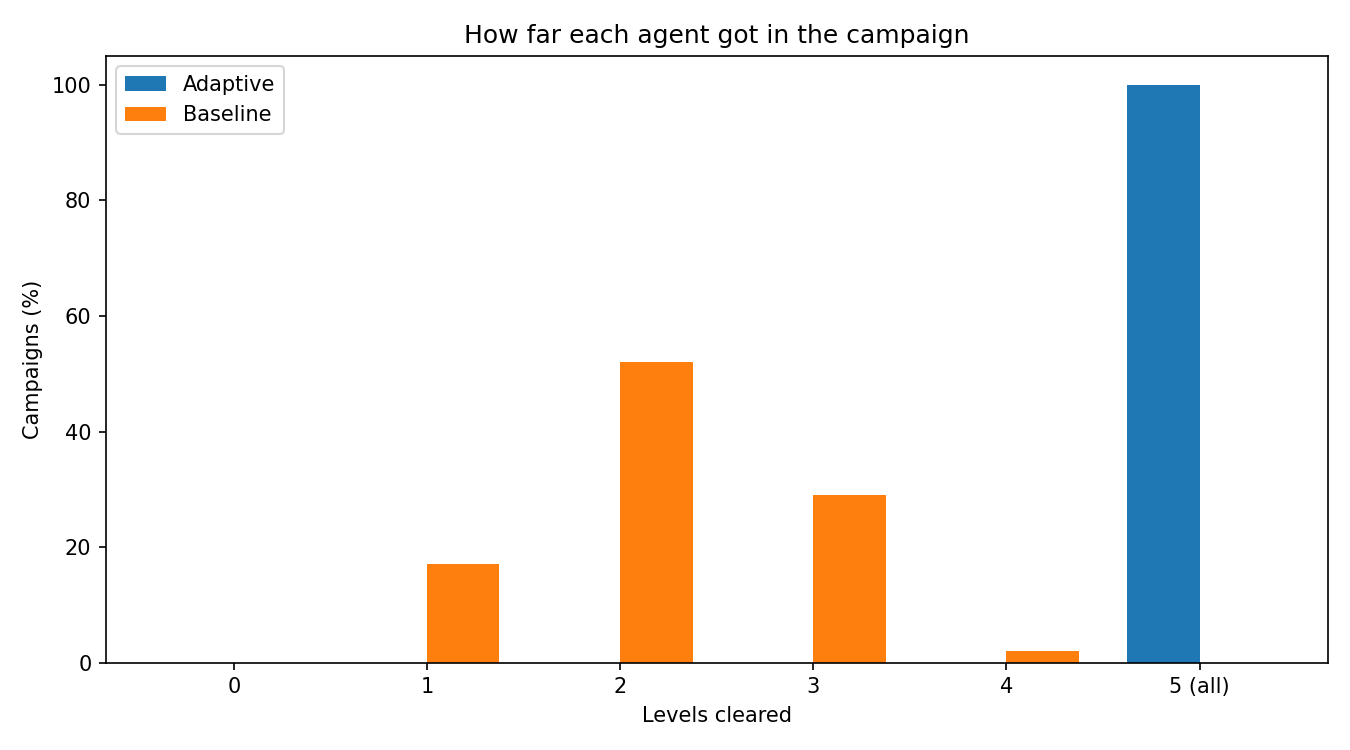 How far each agent got in the campaign
Adaptive
Baseline
Campaigns (%)
100
80
60
40
20
0
0 1 2 3 4 5 (all)
Levels cleared